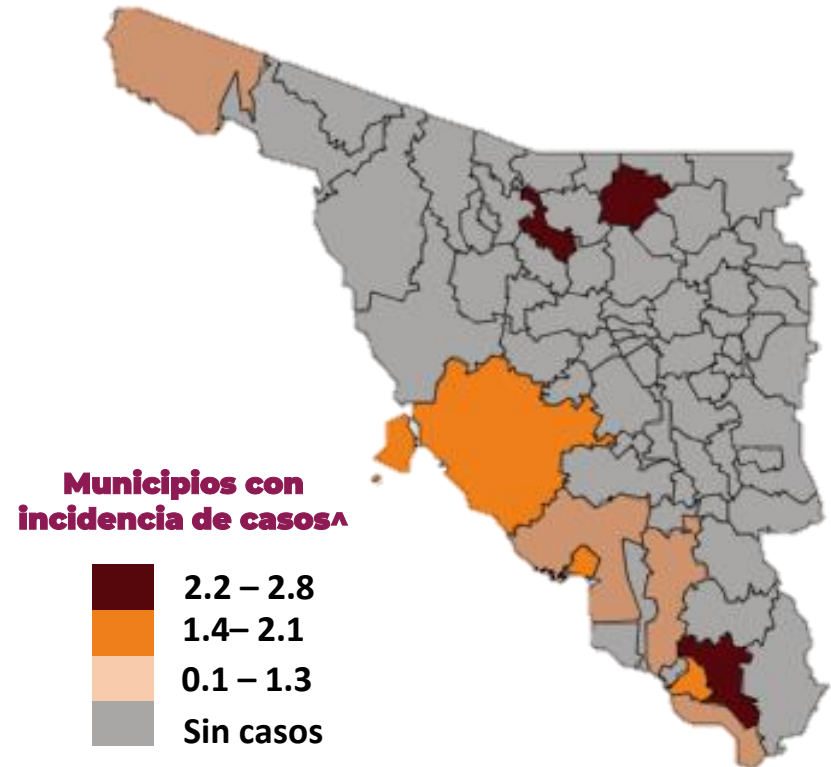 Municipios con
incidencia de casos^
2.2 – 2.8
1.4– 2.1
0.1 – 1.3
Sin casos